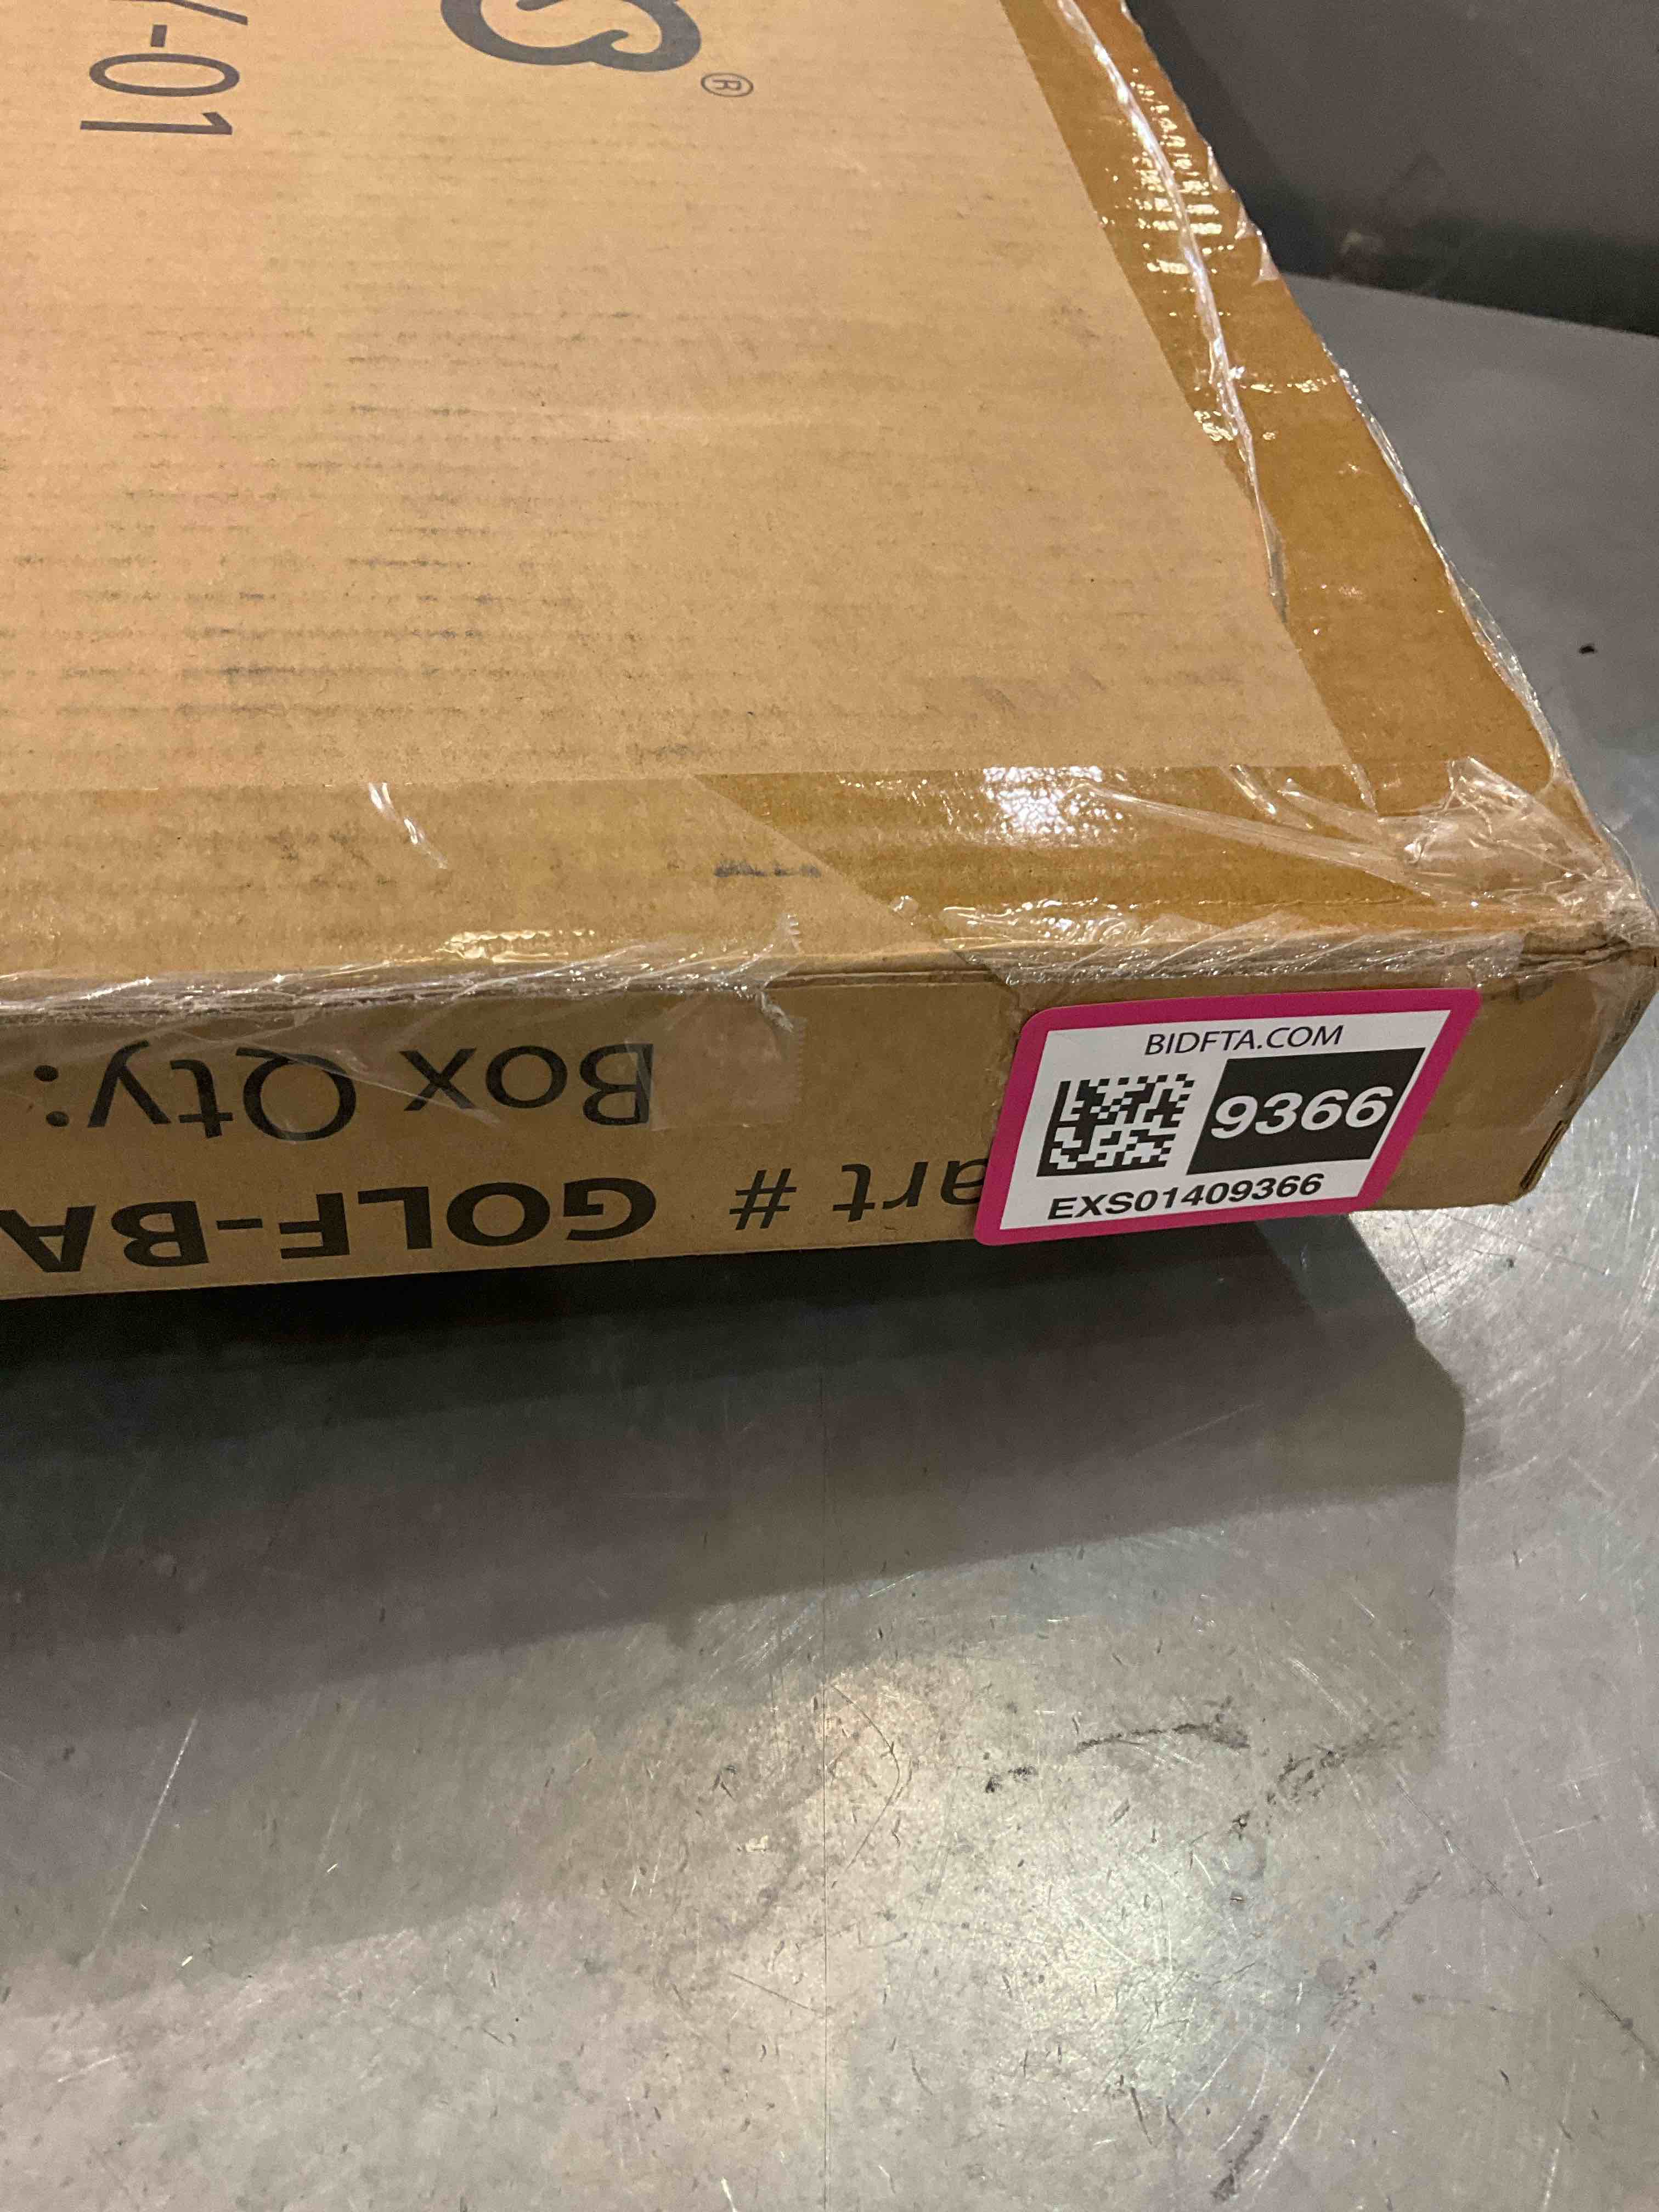 Y-01
®
Box Qty:
art # GOLF-BA
BIDFTA.COM
9366
EXS01409366